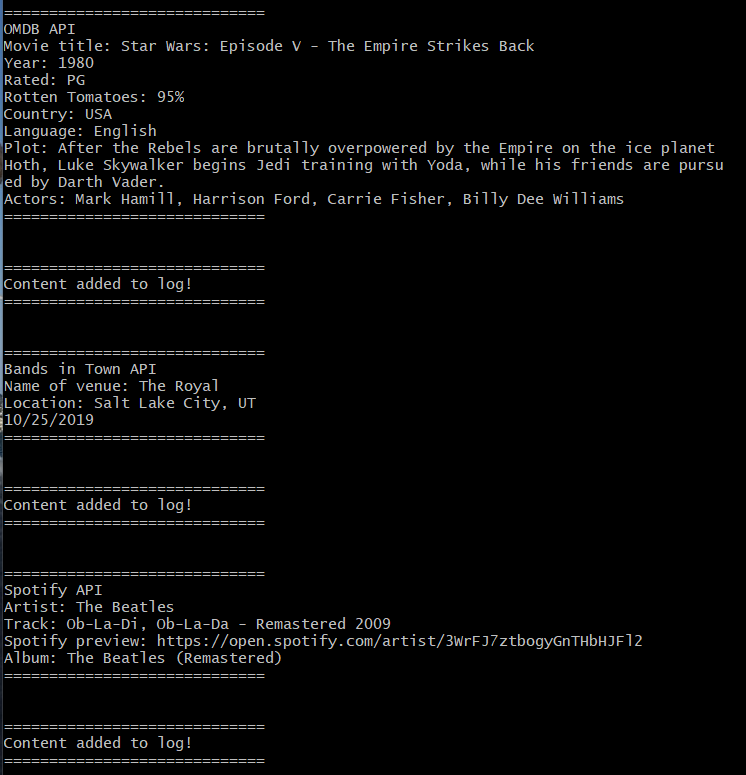 =============================
OMDB API
Movie title: Star Wars: Episode V - The Empire Strikes Back
Year: 1980
Rated: PG
Rotten Tomatoes: 95%
Country: USA
Language: English
Plot: After the Rebels are brutally overpowered by the Empire on the ice planet
Hoth, Luke Skywalker begins Jedi training with Yoda, while his friends are pursu
ed by Darth Vader.
Actors: Mark Hamill, Harrison Ford, Carrie Fisher, Billy Dee Williams
=============================
=============================
Content added to log!
=============================
=============================
Bands in Town API
Name of venue: The Royal
Location: Salt Lake City, UT
10/25/2019
=============================
=============================
Content added to log!
=============================
=============================
Spotify API
Artist: The Beatles
Track: Ob-La-Di, Ob-La-Da - Remastered 2009
Spotify preview: https://open.spotify.com/artist/3WrFJ7ztbogyGnTHbHJFl2
Album: The Beatles (Remastered)
=============================
=============================
Content added to log!
=============================